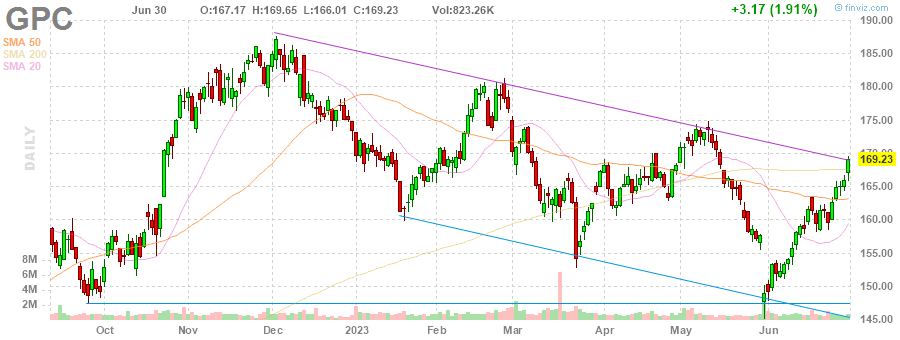 GPC Jun 30 O:167.17 H:169.65 L:166.01 C:169.23 Vol:823.26K +3.17 (1.91%) © finviz.com
SMA 50
SMA 200
SMA 20
DAILY
190.00
185.00
180.00
175.00
170.00
169.23
165.00
160.00
155.00
150.00
145.00
8M
6M
4M
2M
Oct Nov Dec 2023 Feb Mar Apr May Jun